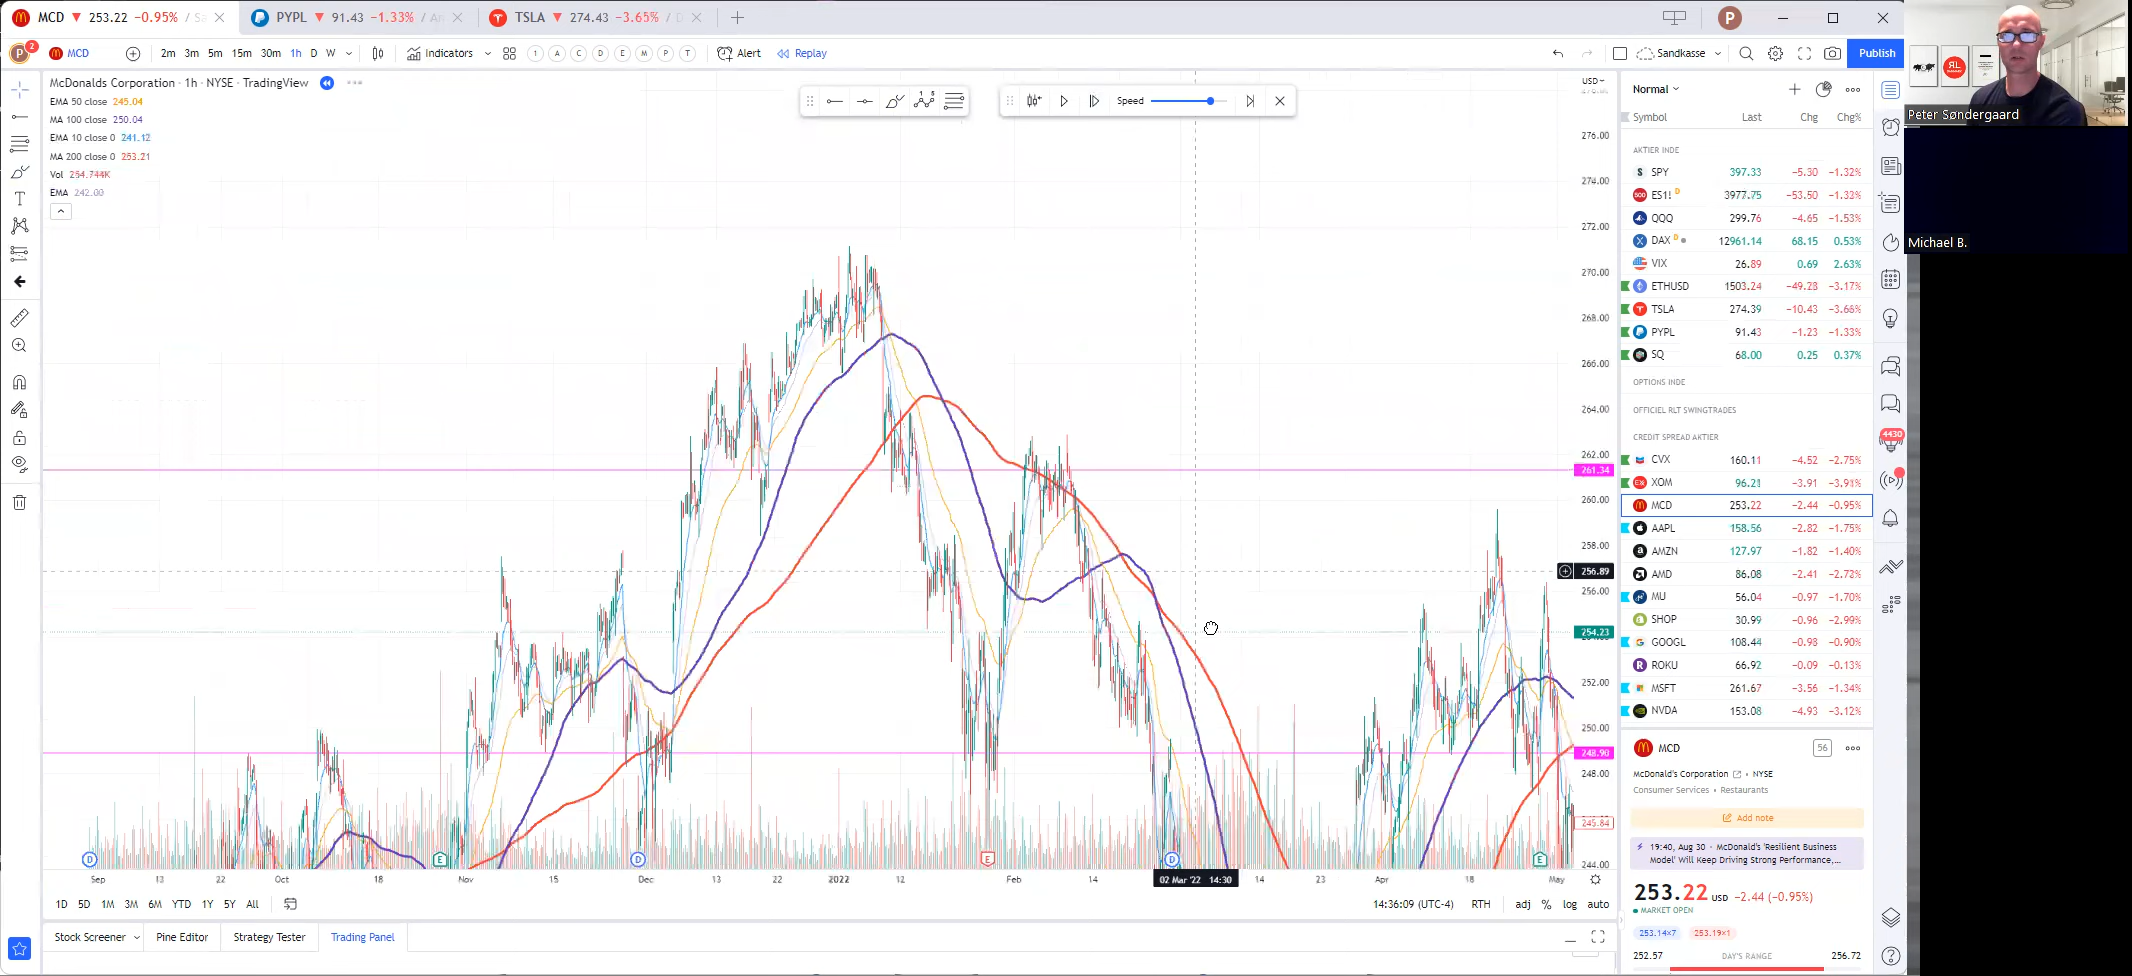 MCD ▼ 253.22 −0.95%
PYPL ▼ 91.43 −1.33%
TSLA ▼ 274.43 −3.65%
P
P 2 MCD 2m 3m 5m 15m 30m 1h D W Indicators 1 A C D E M P T Alert Replay Sandkasse Publish
McDonalds Corporation · 1h · NYSE · TradingView
EMA 50 close 245.04
MA 100 close 250.04
EMA 10 close 0 241.12
MA 200 close 0 253.21
Vol 254.744K
EMA 242.00
Speed
USD
276.00
274.00
272.00
270.00
268.00
266.00
264.00
262.00
261.34
260.00
258.00
256.89
256.00
254.23
252.00
250.00
248.90
248.00
245.84
244.00
D E D E D E
Sep 13 22 Oct 18 Nov 15 Dec 13 22 2022 12 Feb 14 02 Mar '22 14:30 14 23 Apr 18 May
1D 5D 1M 3M 6M YTD 1Y 5Y All
14:36:09 (UTC-4) RTH adj % log auto
Stock Screener Pine Editor Strategy Tester Trading Panel
Normal
Symbol Last Chg Chg%
AKTIER INDE
SPY 397.33 −5.30 −1.32%
ES1! D 3977.75 −53.50 −1.33%
QQQ 299.76 −4.65 −1.53%
DAX D 12961.14 68.15 0.53%
VIX 26.89 0.69 2.63%
ETHUSD 1503.24 −49.28 −3.17%
TSLA 274.39 −10.43 −3.66%
PYPL 91.43 −1.23 −1.33%
SQ 68.00 0.25 0.37%
OPTIONS INDE
OFFICIEL RLT SWINGTRADES
CREDIT SPREAD AKTIER
CVX 160.11 −4.52 −2.75%
XOM 96.21 −3.91 −3.91%
MCD 253.22 −2.44 −0.95%
AAPL 158.56 −2.82 −1.75%
AMZN 127.97 −1.82 −1.40%
AMD 86.08 −2.41 −2.72%
MU 56.04 −0.97 −1.70%
SHOP 30.99 −0.96 −2.99%
GOOGL 108.44 −0.98 −0.90%
ROKU 66.92 −0.09 −0.13%
MSFT 261.67 −3.56 −1.34%
NVDA 153.08 −4.93 −3.12%
MCD 56
McDonald's Corporation · NYSE
Consumer Services · Restaurants
Add note
19:40, Aug 30 · McDonald's 'Resilient Business
Model' Will Keep Driving Strong Performance,...
253.22 USD −2.44 (−0.95%)
MARKET OPEN
253.14×7 253.19×1
252.57 DAY'S RANGE 256.72
4430
RL
Peter Søndergaard
Michael B.